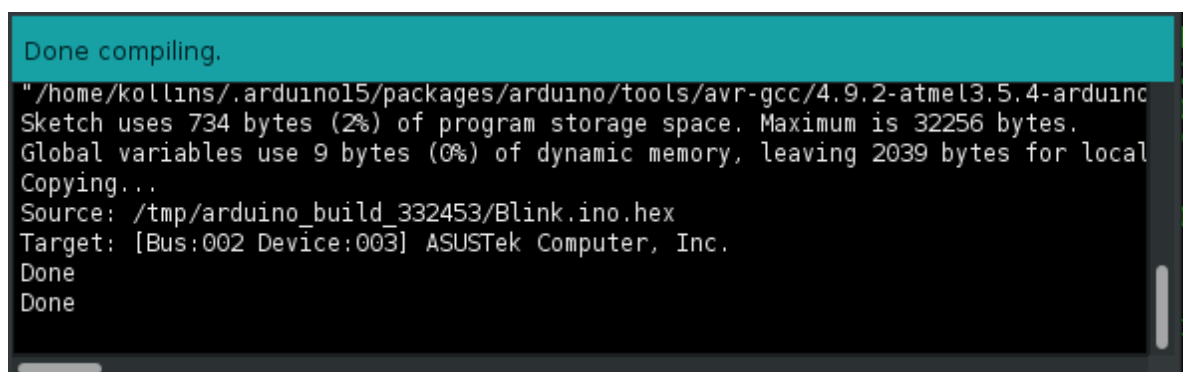 Done compiling.
"/home/kollins/.arduino15/packages/arduino/tools/avr-gcc/4.9.2-atmel3.5.4-arduino
Sketch uses 734 bytes (2%) of program storage space. Maximum is 32256 bytes.
Global variables use 9 bytes (0%) of dynamic memory, leaving 2039 bytes for local
Copying...
Source: /tmp/arduino_build_332453/Blink.ino.hex
Target: [Bus:002 Device:003] ASUSTek Computer, Inc.
Done
Done